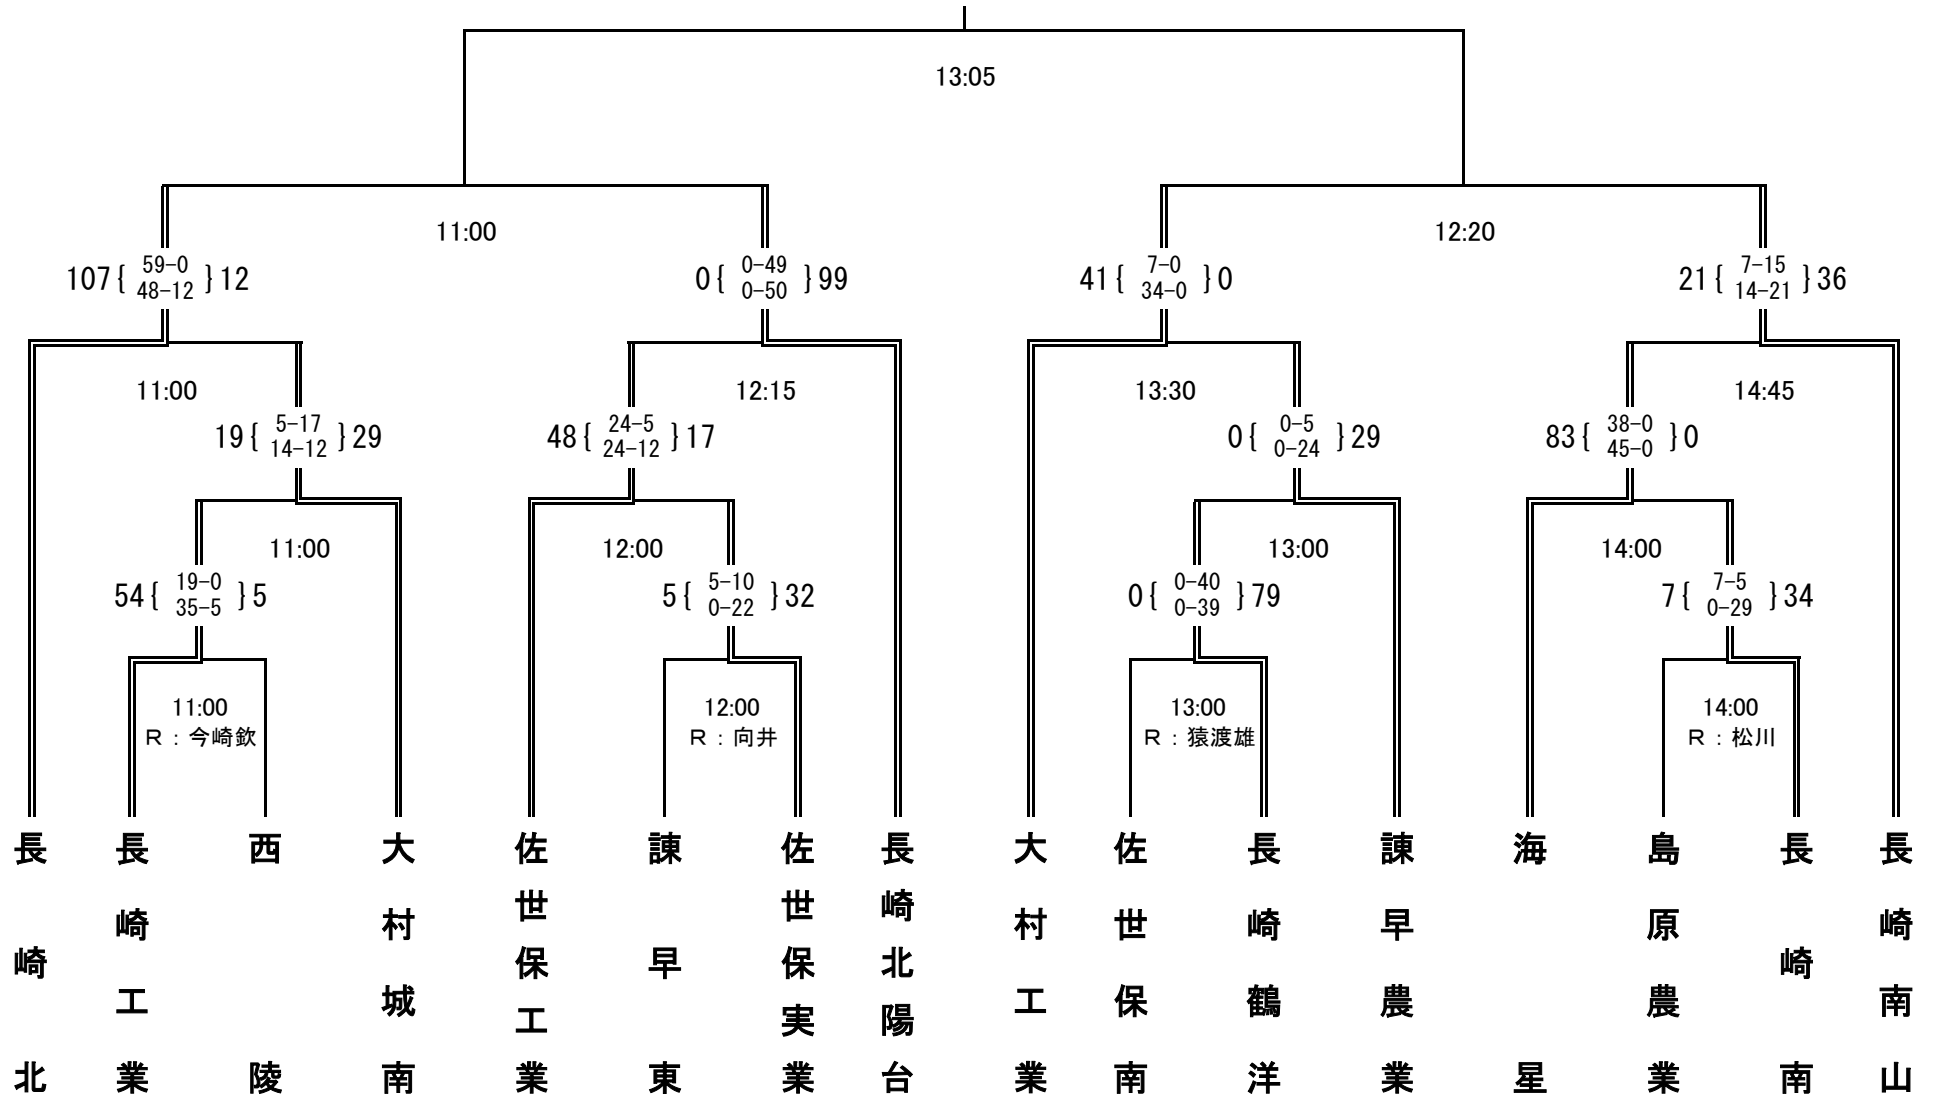 13:05
11:00
12:20
107{ 59-0 }12
48-12
0{ 0-49 }99
0-50
41{ 7-0 }0
34-0
21{ 7-15 }36
14-21
11:00
12:15
13:30
14:45
19{ 5-17 }29
14-12
48{ 24-5 }17
24-12
0{ 0-5 }29
0-24
83{ 38-0 }0
45-0
11:00
12:00
13:00
14:00
54{ 19-0 }5
35-5
5{ 5-10 }32
0-22
0{ 0-40 }79
0-39
7{ 7-5 }34
0-29
11:00
R：今崎欽
12:00
R：向井
13:00
R：猿渡雄
14:00
R：松川
長崎北
長崎工業
西陵
大村城南
佐世保工業
諫早東
佐世保実業
長崎北陽台
大村工業
佐世保南
長崎鶴洋
諫早農業
海星
島原農業
長崎南
長崎南山